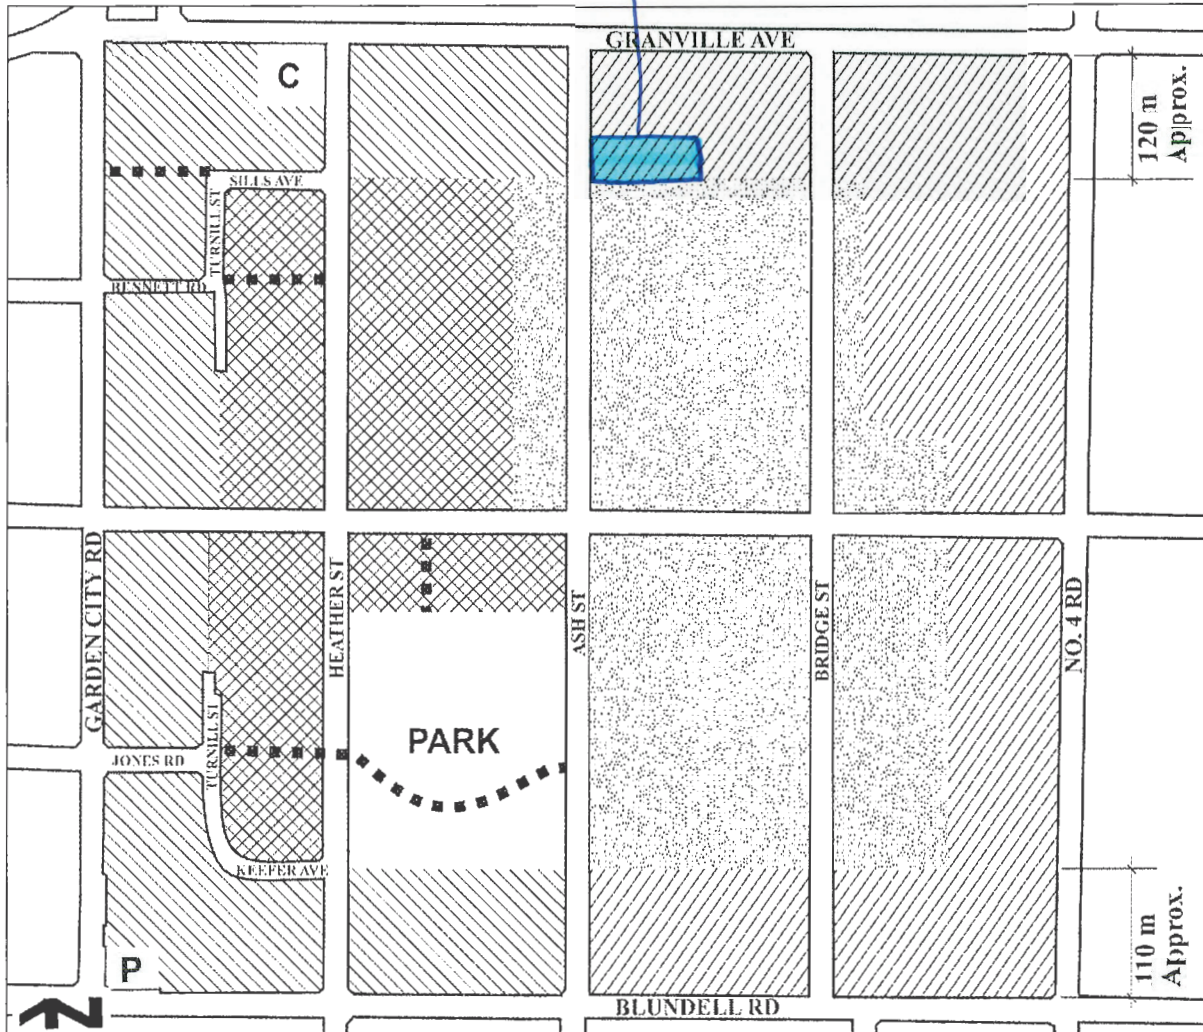 GRANVILLE AVE
C
120 m
Approx.
SILLS AVE
TURNILL ST
BENNETT RD
GARDEN CITY RD
HEATHER ST
ASH ST
BRIDGE ST
NO. 4 RD
PARK
JONES RD
TURNILL ST
KEEFER AVE
P
110 m
Approx.
BLUNDELL RD
N